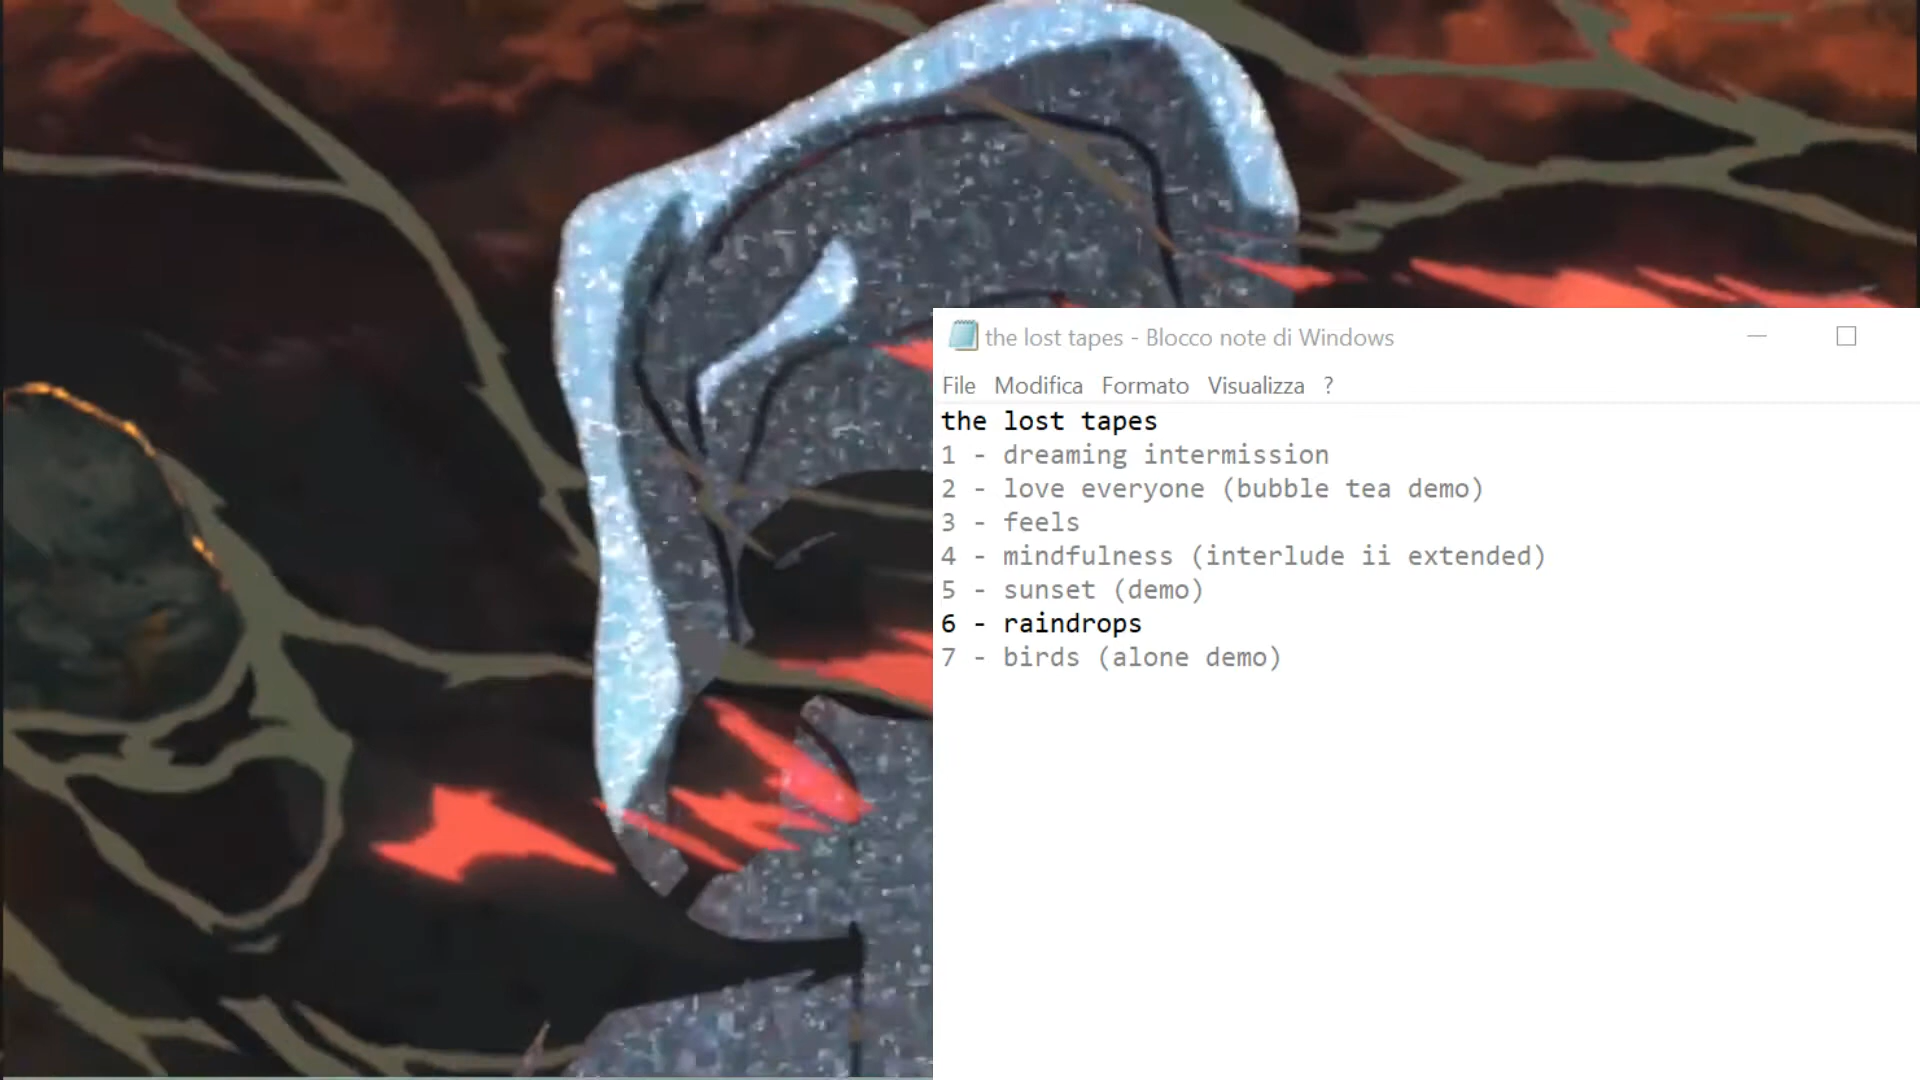 the lost tapes - Blocco note di Windows
File Modifica Formato Visualizza ?
the lost tapes
1 - dreaming intermission
2 - love everyone (bubble tea demo)
3 - feels
4 - mindfulness (interlude ii extended)
5 - sunset (demo)
6 - raindrops
7 - birds (alone demo)